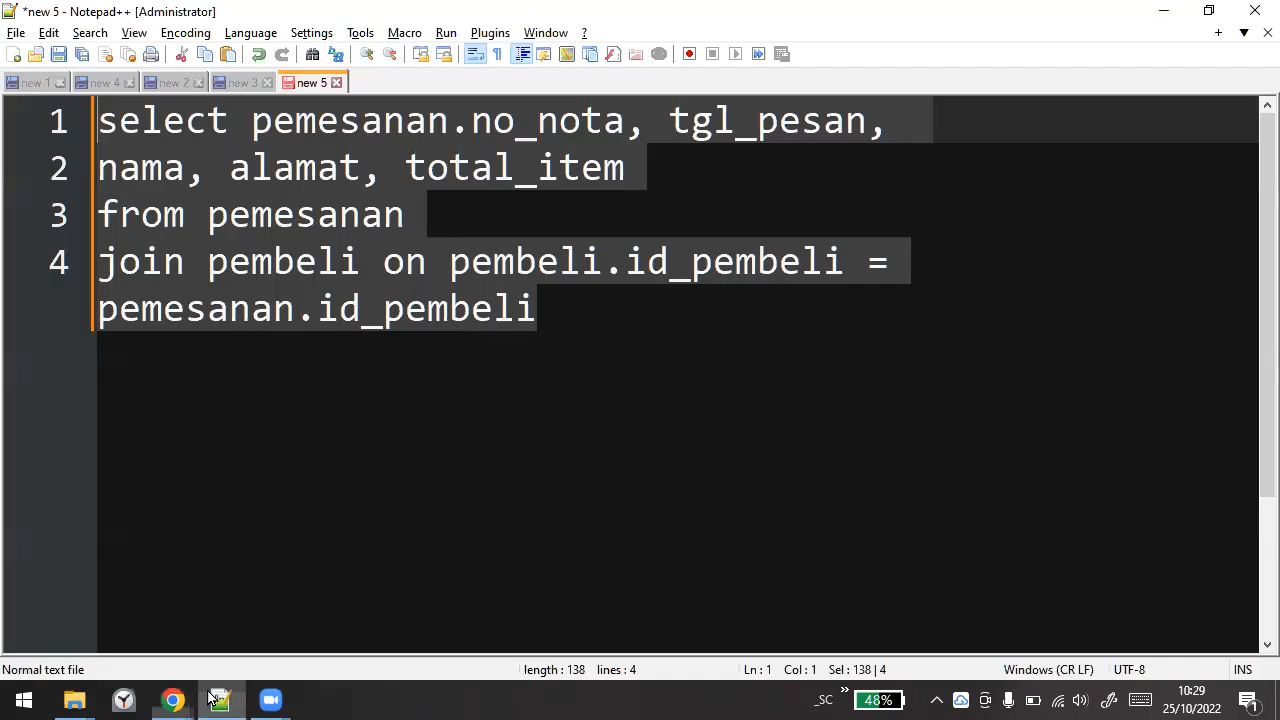 *new 5 - Notepad++ [Administrator]
File Edit Search View Encoding Language Settings Tools Macro Run Plugins Window ?
new 1 new 4 new 2 new 3 new 5
1 select pemesanan.no_nota, tgl_pesan,
2 nama, alamat, total_item
3 from pemesanan
4 join pembeli on pembeli.id_pembeli =
pemesanan.id_pembeli
Normal text file length : 138 lines : 4 Ln : 1 Col : 1 Sel : 138 | 4 Windows (CR LF) UTF-8 INS
_SC 48% 10:29
25/10/2022 1